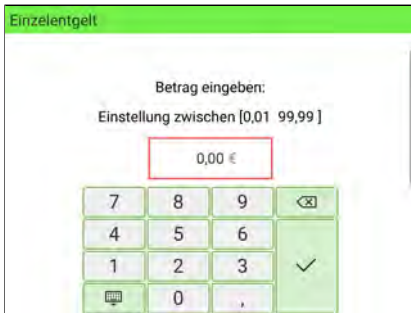 Einzelentgelt
Betrag eingeben:
Einstellung zwischen [0,01 99,99 ]
0,00 €
7 8 9
4 5 6
1 2 3
0 ,